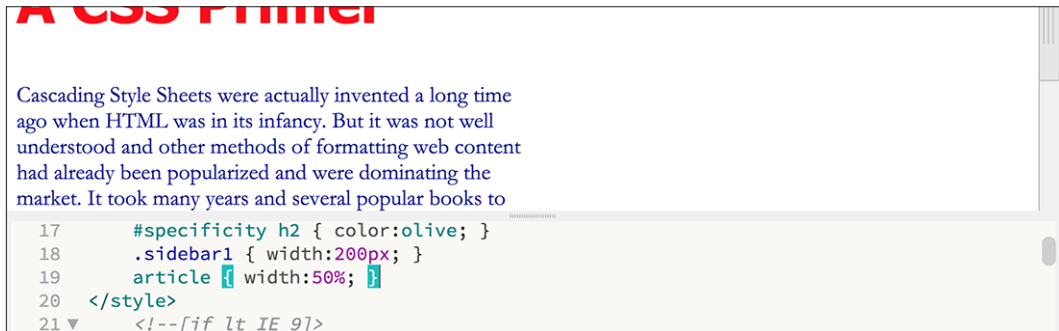 A CSS Primer
Cascading Style Sheets were actually invented a long time
ago when HTML was in its infancy. But it was not well
understood and other methods of formatting web content
had already been popularized and were dominating the
market. It took many years and several popular books to
17 #specificity h2 { color:olive; }
18 .sidebar1 { width:200px; }
19 article { width:50%; }
20 </style>
21 <!--[if lt IE 9]>